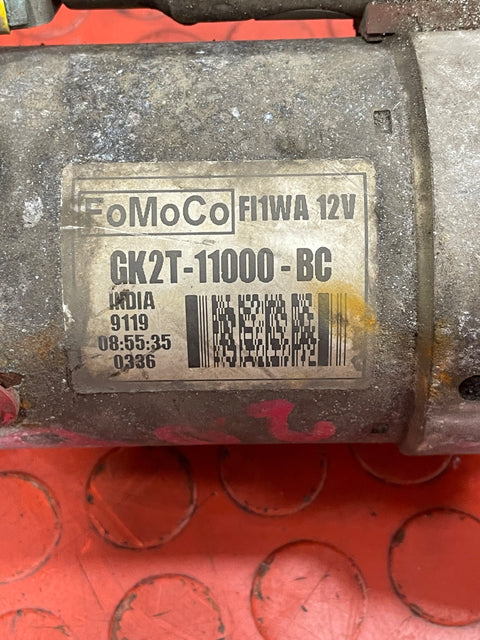 FoMoCo FI1WA 12V
GK2T-11000-BC
INDIA
9119
08:55:35
0336